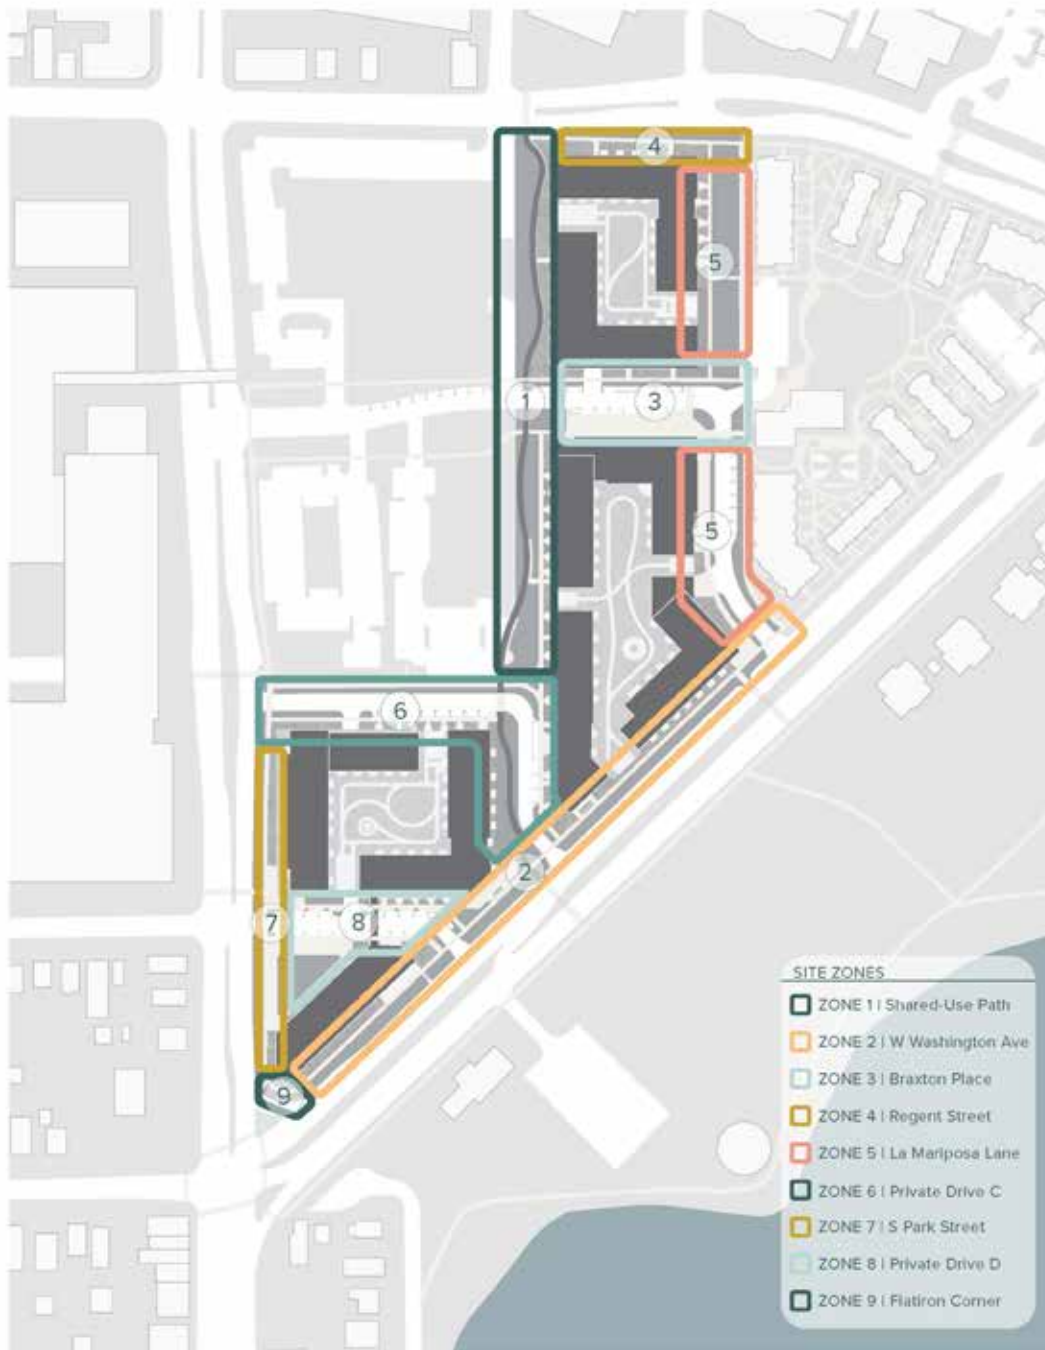 4
5
1
3
5
6
2
7
8
9
SITE ZONES
ZONE 1 | Shared-Use Path
ZONE 2 | W Washington Ave
ZONE 3 | Braxton Place
ZONE 4 | Regent Street
ZONE 5 | La Mariposa Lane
ZONE 6 | Private Drive C
ZONE 7 | S Park Street
ZONE 8 | Private Drive D
ZONE 9 | Flatiron Corner